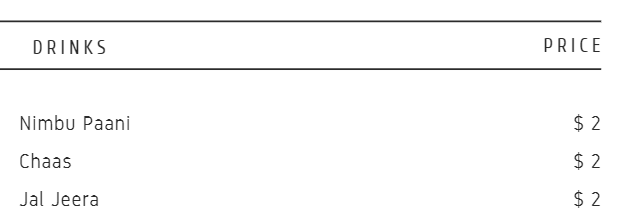 DRINKS PRICE
Nimbu Paani $ 2
Chaas $ 2
Jal Jeera $ 2